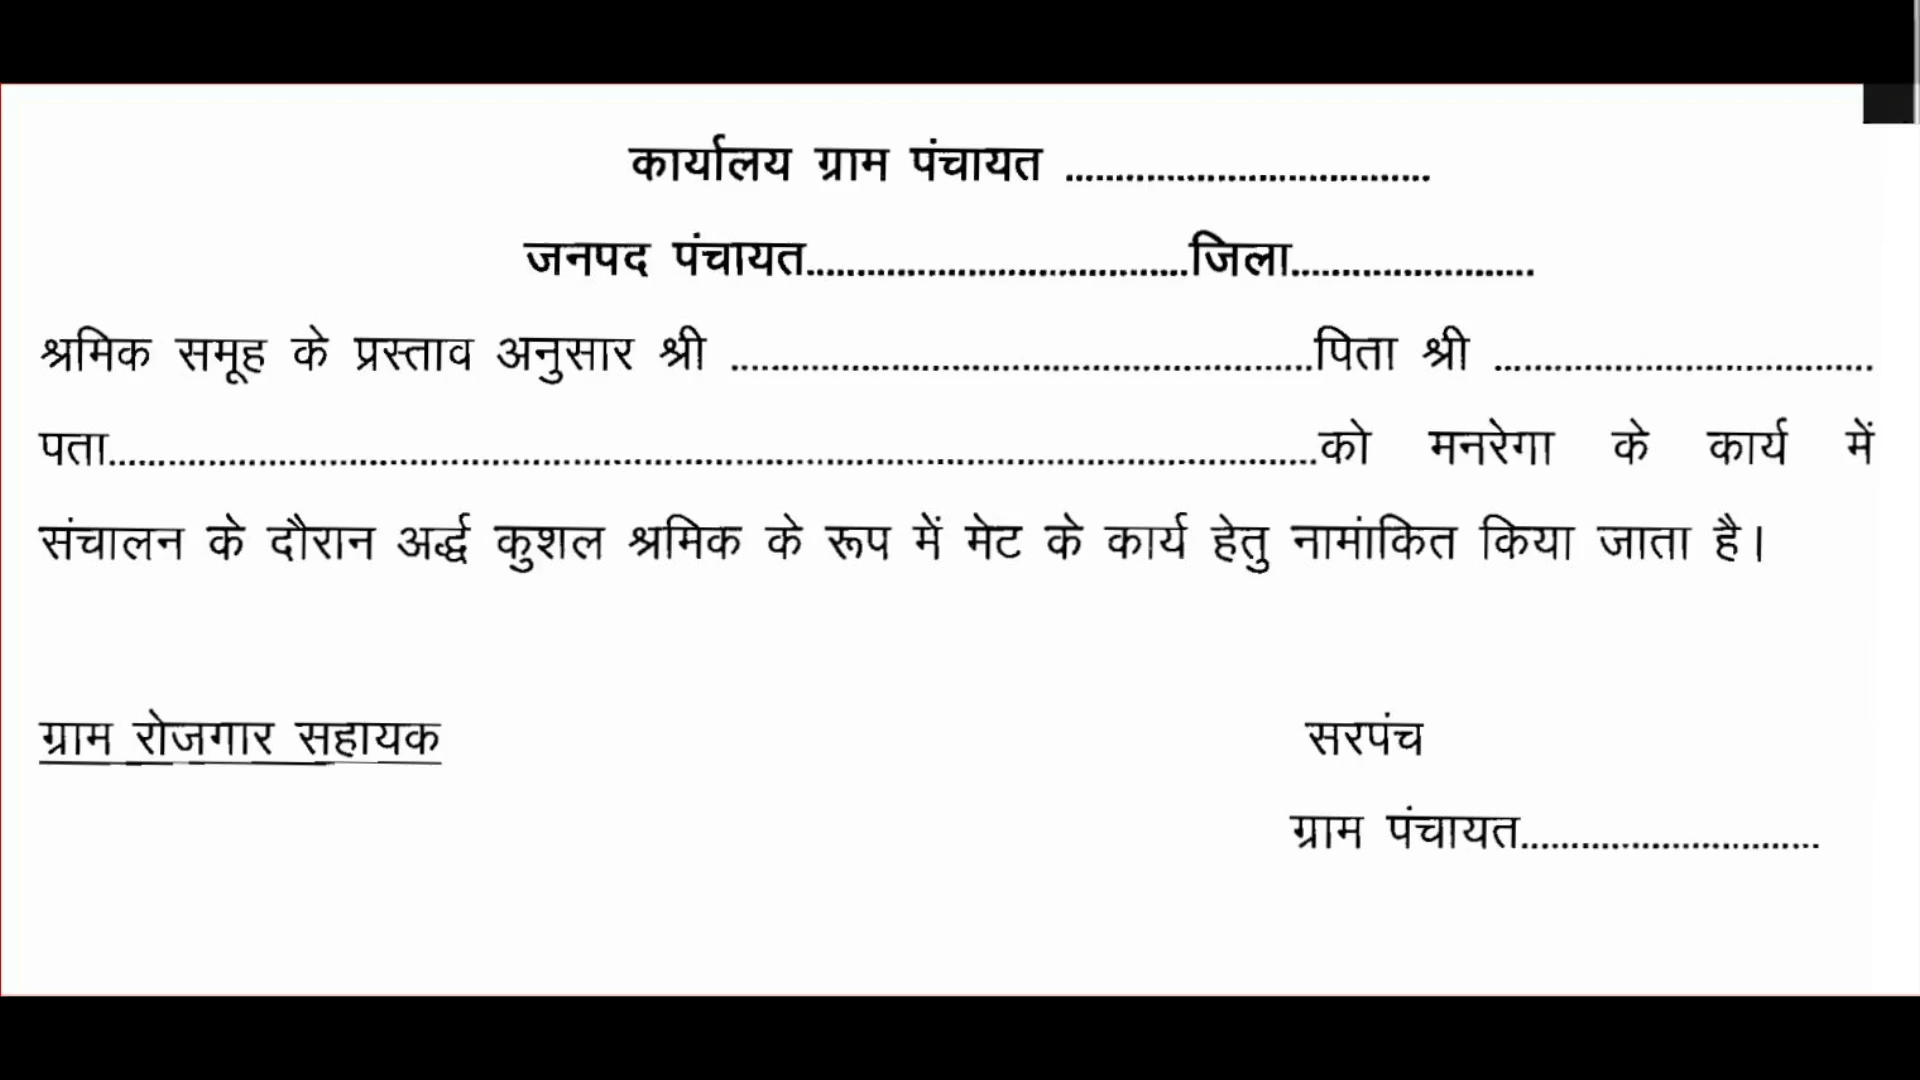 कार्यालय ग्राम पंचायत ....................................
जनपद पंचायत......................................जिला........................
श्रमिक समूह के प्रस्ताव अनुसार श्री ..........................................................पिता श्री ......................................
पता.........................................................................................................................को मनरेगा के कार्य में
संचालन के दौरान अर्द्ध कुशल श्रमिक के रूप में मेट के कार्य हेतु नामांकित किया जाता है।
ग्राम रोजगार सहायक सरपंच
ग्राम पंचायत..............................